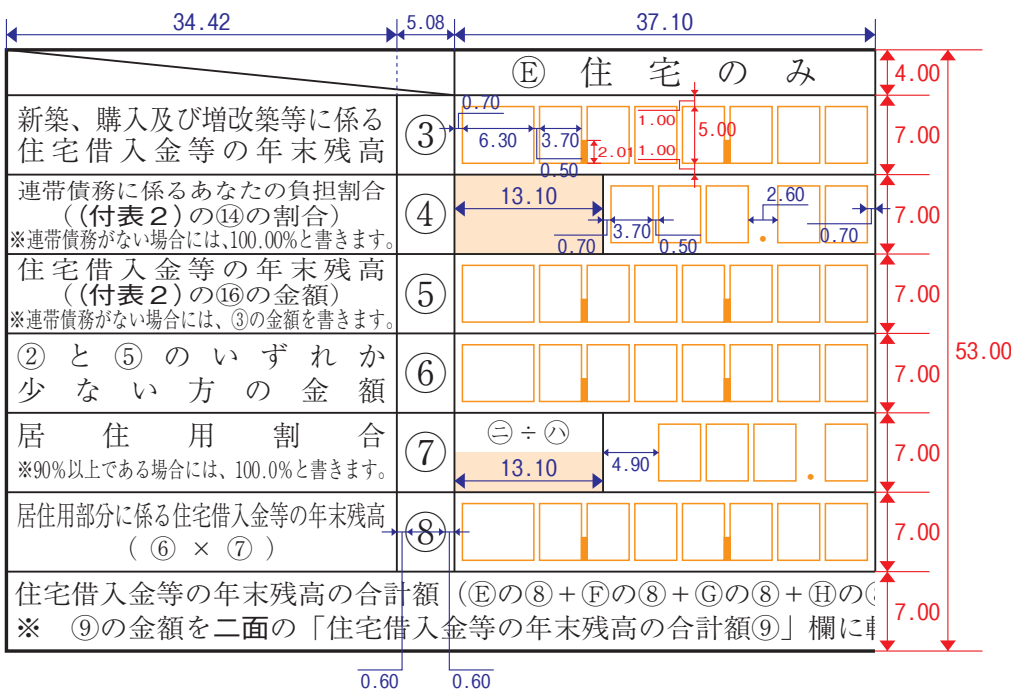 34.42 5.08 37.10
Ⓔ 住 宅 の み 4.00
新築、購入及び増改築等に係る
住宅借入金等の年末残高
③
0.70
6.30 3.70 2.01 1.00 5.00
1.00
0.50
7.00
連帯債務に係るあなたの負担割合
((付表2)の⑭の割合)
※連帯債務がない場合には、100.00%と書きます。
④
13.10 2.60
0.70 3.70 0.50 0.70
7.00
住宅借入金等の年末残高
((付表2)の⑯の金額)
※連帯債務がない場合には、③の金額を書きます。
⑤
7.00
53.00
② と ⑤ の い ず れ か
少 な い 方 の 金 額
⑥
7.00
居 住 用 割 合
※90%以上である場合には、100.0%と書きます。
⑦
㊁÷㋩
13.10 4.90
7.00
居住用部分に係る住宅借入金等の年末残高
( ⑥ × ⑦ )
⑧
7.00
住宅借入金等の年末残高の合計額 (Ⓔの⑧+Ⓕの⑧+Ⓖの⑧+Ⓗの
※ ⑨の金額を二面の「住宅借入金等の年末残高の合計額⑨」欄に
7.00
0.60 0.60